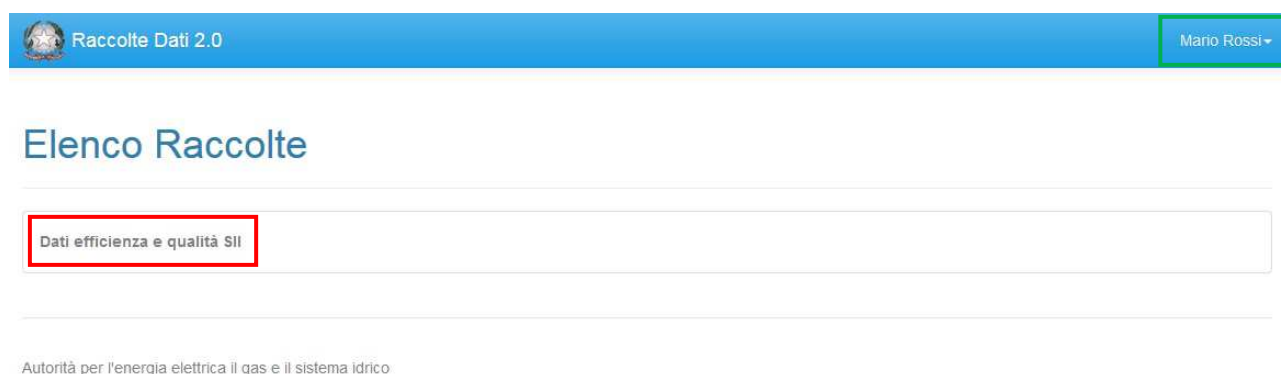 Raccolte Dati 2.0
Mario Rossi
Elenco Raccolte
Dati efficienza e qualità SII
Autorità per l'energia elettrica il gas e il sistema idrico